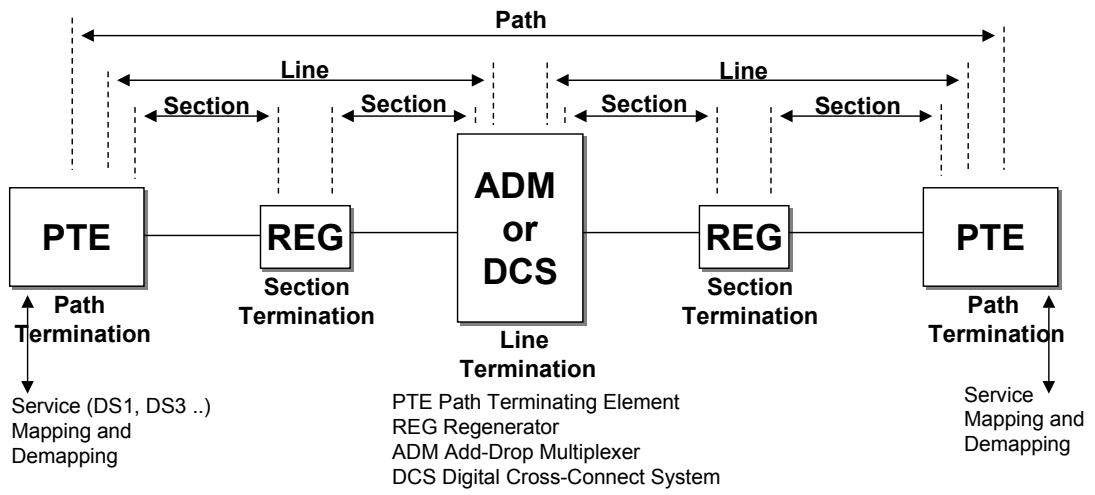 Path
Line
Line
Section
Section
Section
Section
PTE
REG
ADM
or
DCS
REG
PTE
Path
Termination
Section
Termination
Line
Termination
Section
Termination
Path
Termination
Service (DS1, DS3 ..)
Mapping and
Demapping
PTE Path Terminating Element
REG Regenerator
ADM Add-Drop Multiplexer
DCS Digital Cross-Connect System
Service
Mapping and
Demapping